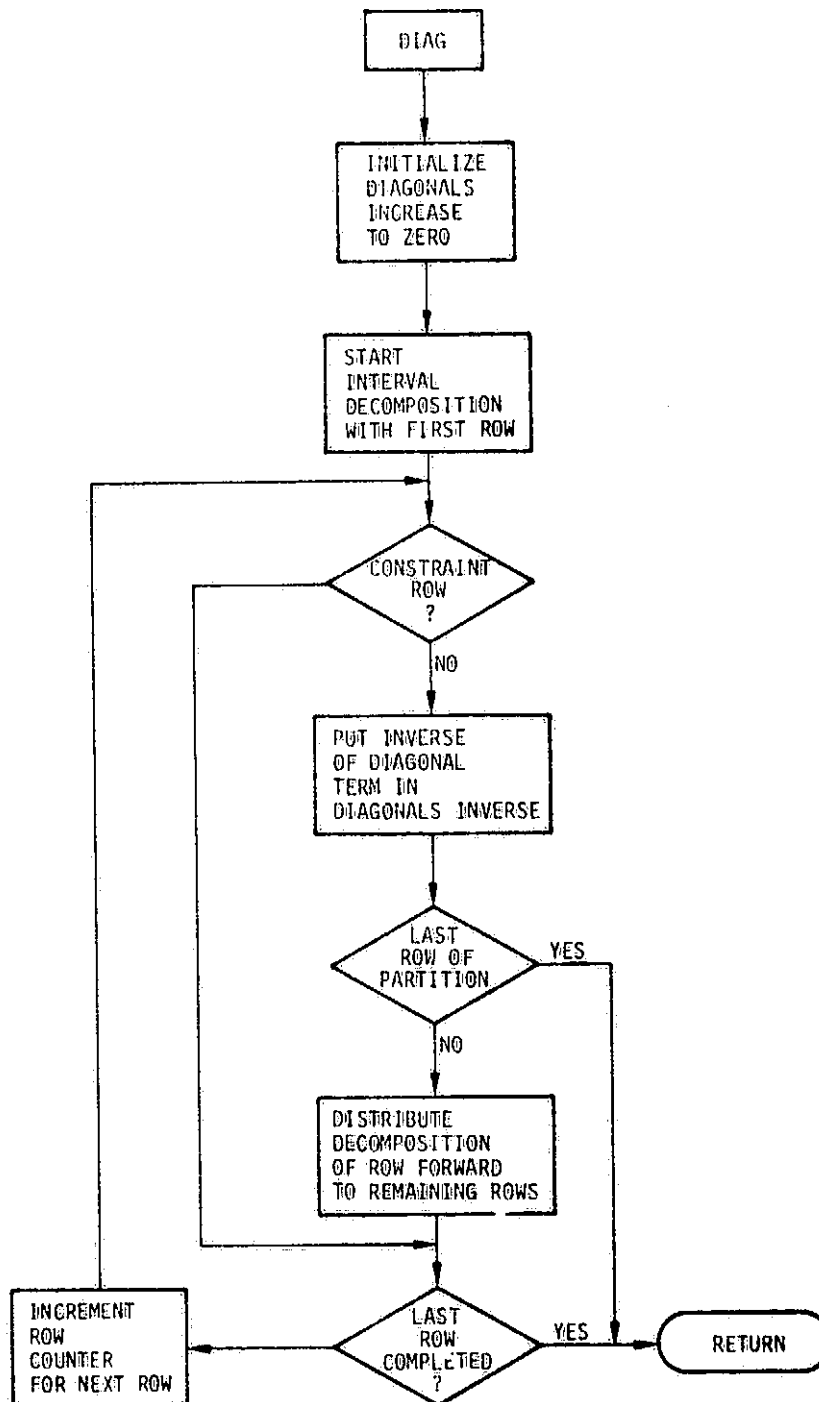 DIAG
INITIALIZE
DIAGONALS
INCREASE
TO ZERO
START
INTERVAL
DECOMPOSITION
WITH FIRST ROW
CONSTRAINT
ROW
?
NO
PUT INVERSE
OF DIAGONAL
TERM IN
DIAGONALS INVERSE
LAST
ROW OF
PARTITION
YES
NO
DISTRIBUTE
DECOMPOSITION
OF ROW FORWARD
TO REMAINING ROWS
LAST
ROW
COMPLETED
?
YES
RETURN
INCREMENT
ROW
COUNTER
FOR NEXT ROW